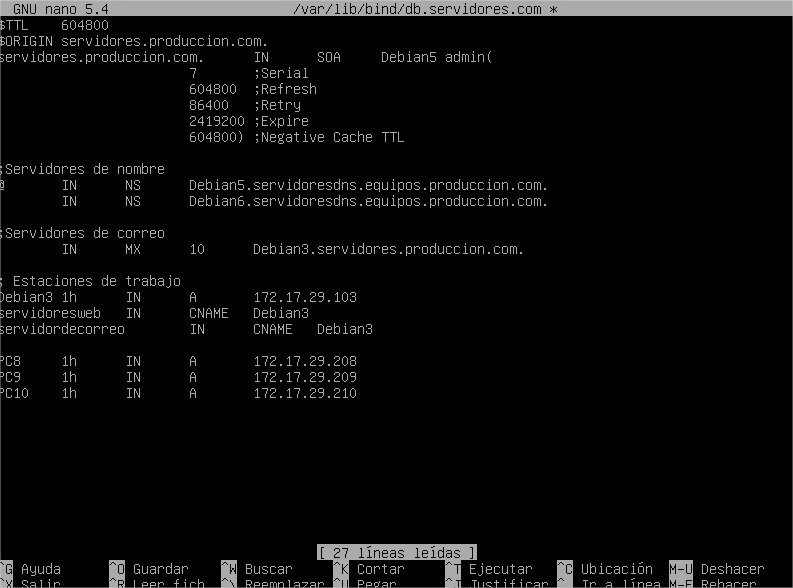 GNU nano 5.4 /var/lib/bind/db.servidores.com *
$TTL 604800
$ORIGIN servidores.produccion.com.
servidores.produccion.com. IN SOA Debian5 admin(
7 ;Serial
604800 ;Refresh
86400 ;Retry
2419200 ;Expire
604800) ;Negative Cache TTL
;Servidores de nombre
@ IN NS Debian5.servidoresdns.equipos.produccion.com.
IN NS Debian6.servidoresdns.equipos.produccion.com.
;Servidores de correo
IN MX 10 Debian3.servidores.produccion.com.
; Estaciones de trabajo
Debian3 1h IN A 172.17.29.103
servidoresweb IN CNAME Debian3
servidordecorreo IN CNAME Debian3
PC8 1h IN A 172.17.29.208
PC9 1h IN A 172.17.29.209
PC10 1h IN A 172.17.29.210
[ 27 líneas leídas ]
^G Ayuda ^O Guardar ^W Buscar ^K Cortar ^T Ejecutar ^C Ubicación M-U Deshacer
^X Salir ^R Leer fich. ^\ Reemplazar ^U Pegar ^J Justificar ^_ Ir a línea M-E Rehacer